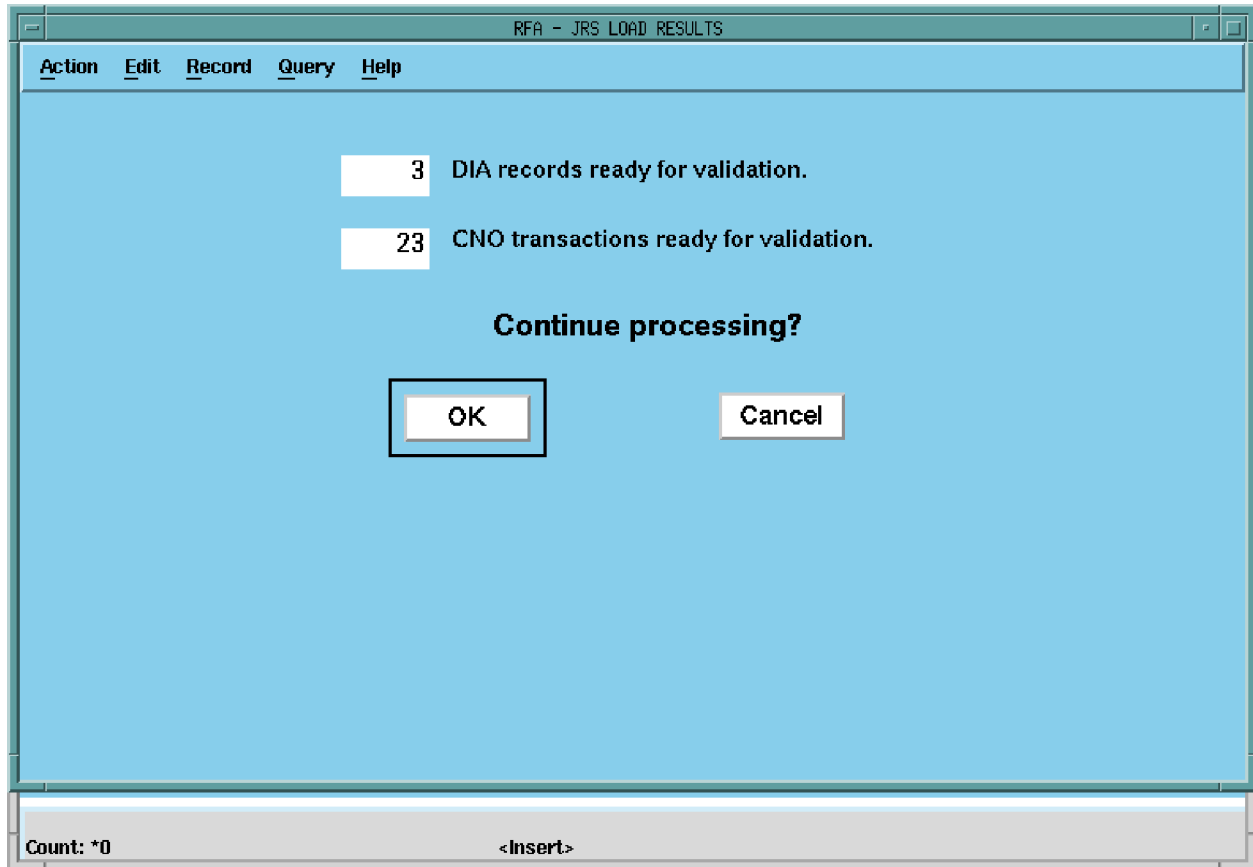 RFA - JRS LOAD RESULTS
Action Edit Record Query Help
3 DIA records ready for validation.
23 CNO transactions ready for validation.
Continue processing?
OK Cancel
Count: *0 <Insert>